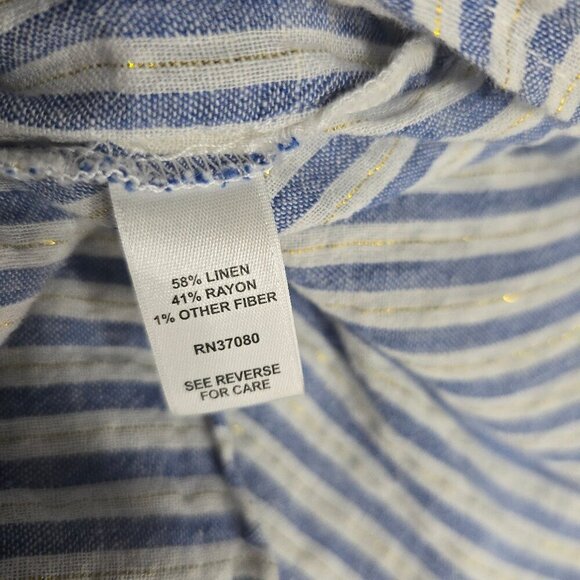 58% LINEN
41% RAYON
1% OTHER FIBER
RN37080
SEE REVERSE
FOR CARE